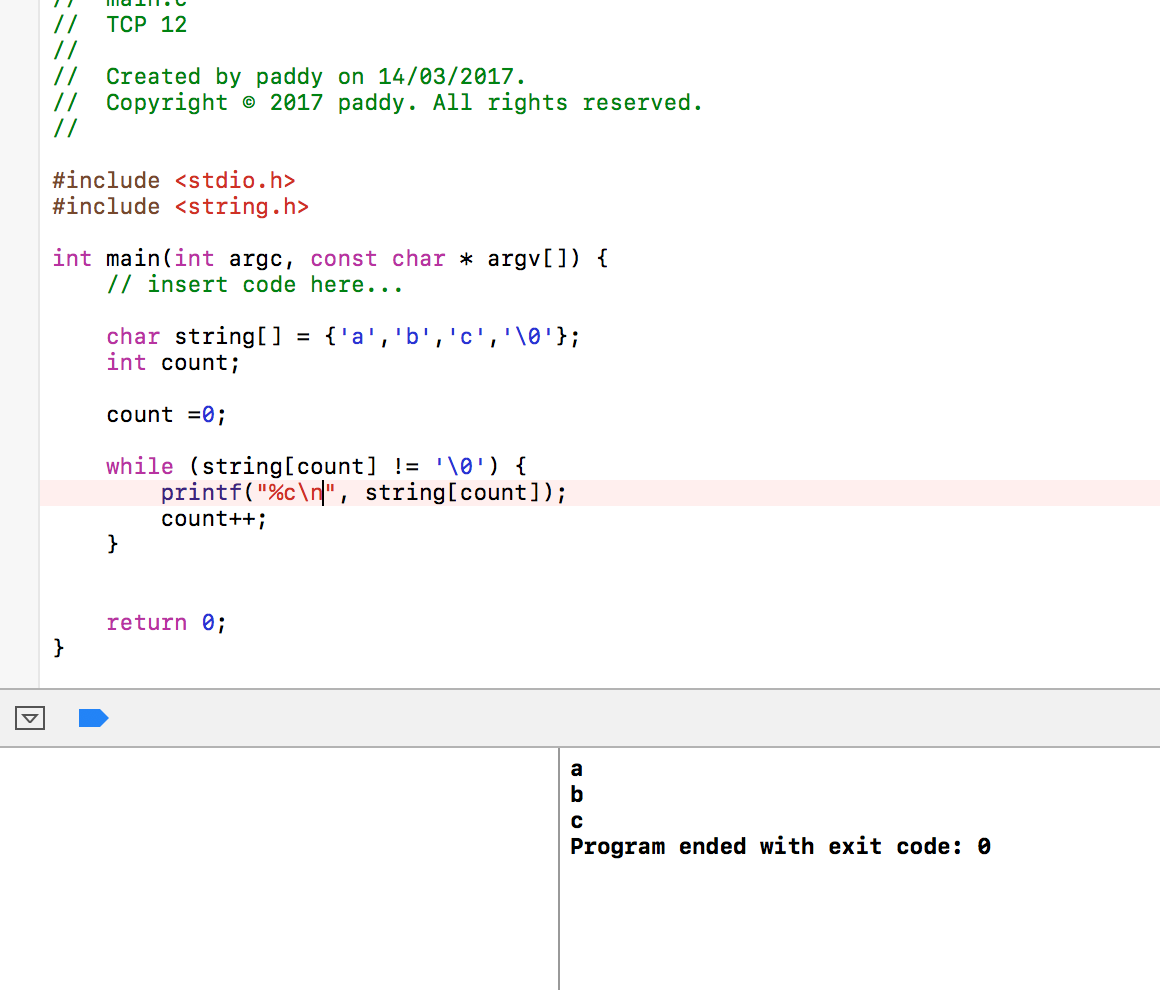 //  main.c
//  TCP 12
//
//  Created by paddy on 14/03/2017.
//  Copyright © 2017 paddy. All rights reserved.
//
#include <stdio.h>
#include <string.h>
int main(int argc, const char * argv[]) {
    // insert code here...
    char string[] = {'a','b','c','\0'};
    int count;
    count =0;
    while (string[count] != '\0') {
        printf("%c\n", string[count]);
        count++;
    }
    return 0;
}
a
b
c
Program ended with exit code: 0